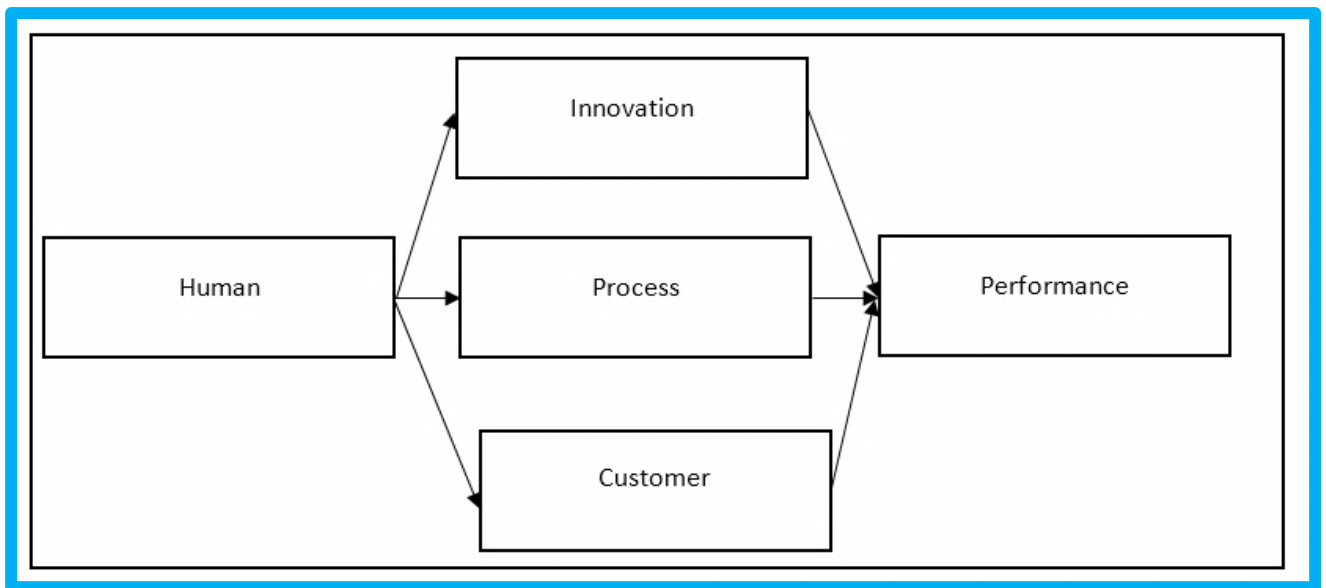 Innovation
Human
Process
Performance
Customer